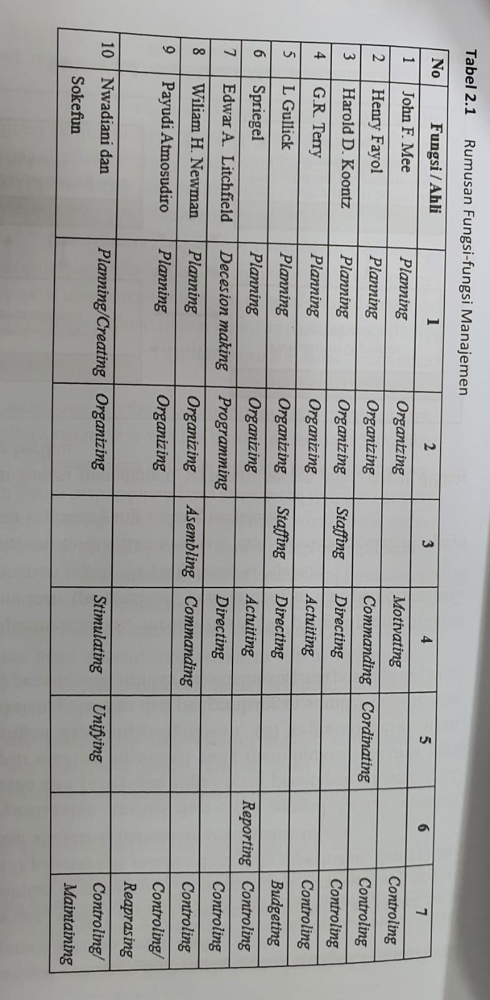 Tabel 2.1 Rumusan Fungsi-fungsi Manajemen
No Fungsi / Ahli 1 2 3 4 5 6 7
1 John F. Mee Planning Organizing Motivating Controling
2 Henry Fayol Planning Organizing Commanding Cordinating Controling
3 Harold D. Koontz Planning Organizing Staffing Directing Controling
4 G.R. Terry Planning Organizing Actuiting Controling
5 L Gullick Planning Organizing Staffing Directing Budgeting
6 Spriegel Planning Organizing Actuiting Reporting Controling
7 Edwar A. Litchfield Decesion making Programming Directing Controling
8 Wiliam H. Newman Planning Organizing Asembling Commanding Controling
9 Payudi Atmosudiro Planning Organizing Controling/
Reaprasing
10 Nwadiani dan Planning/Creating Organizing Stimulating Unifying Controling/
Sokefun Maintaining